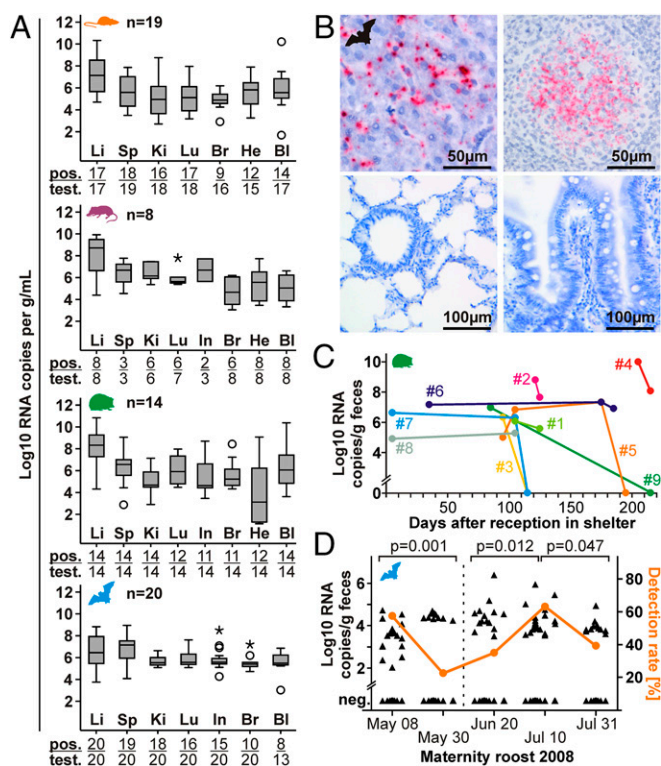 A
Log10 RNA copies per g/mL
n=19
12
10
8
6
4
2
Li Sp Ki Lu Br He Bl
pos. 17 18 16 17 9 12 14
test. 17 19 18 18 16 15 17
n=8
12
10
8
6
4
2
*
Li Sp Ki Lu In Br He Bl
pos. 8 3 6 6 2 6 8 8
test. 8 3 6 7 3 8 8 8
n=14
12
10
8
6
4
2
Li Sp Ki Lu In Br He Bl
pos. 14 14 14 12 11 11 12 14
test. 14 14 14 14 14 14 14 14
n=20
12
10
8
6
4
2
* *
Li Sp Ki Lu In Br Bl
pos. 20 19 18 16 15 10 8
test. 20 20 20 20 20 20 13
B
50µm 50µm
100µm 100µm
C
Log10 RNA
copies/g feces
10
8
6
4
0
#6 #2 #4
#7 #1
#8 #3 #5 #9
50 100 150 200
Days after reception in shelter
D
p=0.001 p=0.012 p=0.047
Log10 RNA
copies/g feces
6
4
2
neg.
80
60
40
20
Detection rate [%]
May 08 Jun 20 Jul 31
May 30 Jul 10
Maternity roost 2008